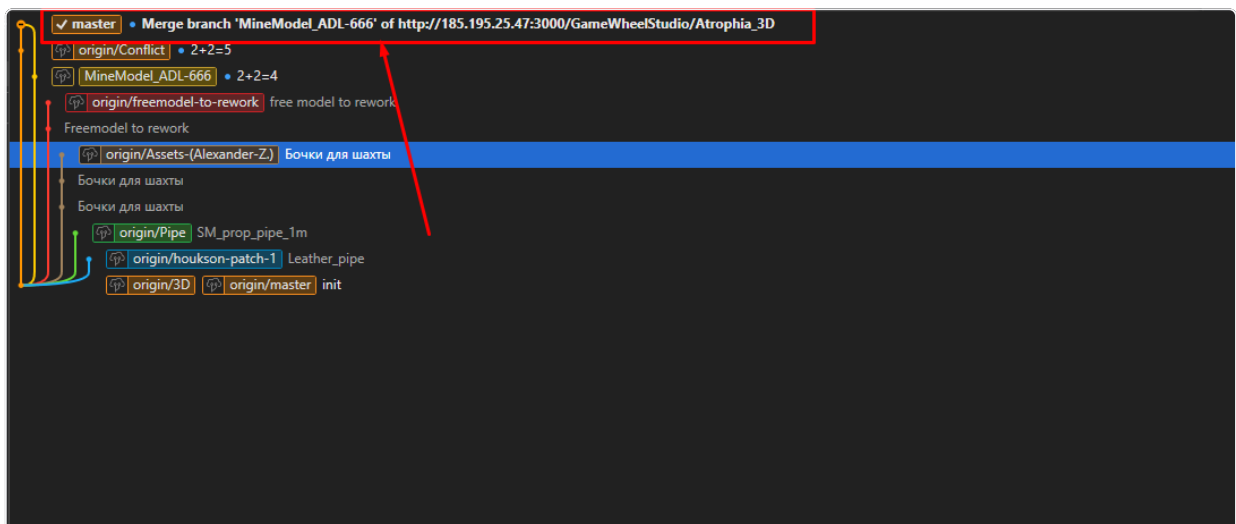 master Merge branch 'MineModel_ADL-666' of http://185.195.25.47:3000/GameWheelStudio/Atrophia_3D
origin/Conflict 2+2=5
MineModel_ADL-666 2+2=4
origin/freemodel-to-rework free model to rework
Freemodel to rework
origin/Assets-(Alexander-Z.) Бочки для шахты
Бочки для шахты
Бочки для шахты
origin/Pipe SM_prop_pipe_1m
origin/houkson-patch-1 Leather_pipe
origin/3D origin/master init